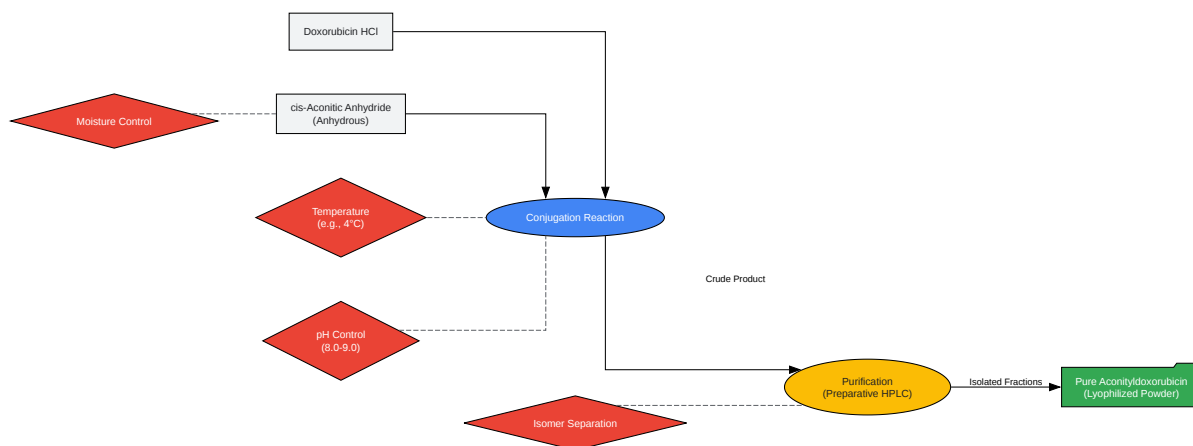 Doxorubicin HCl
cis-Aconitic Anhydride
(Anhydrous)
Moisture Control
Temperature
(e.g., 4°C)
Conjugation Reaction
Crude Product
pH Control
(8.0-9.0)
Purification
(Preparative HPLC)
Isolated Fractions
Pure Aconityldoxorubicin
(Lyophilized Powder)
Isomer Separation